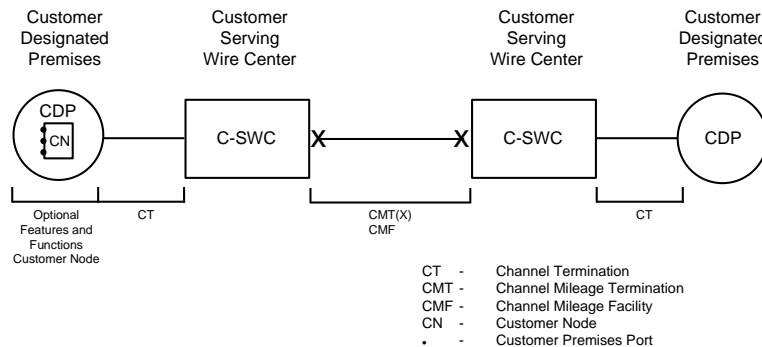 Customer
Designated
Premises
Customer
Serving
Wire Center
Customer
Serving
Wire Center
Customer
Designated
Premises
CDP
CN
C-SWC
X
X
C-SWC
CDP
Optional
Features and
Functions
Customer Node
CT
CMT(X)
CMF
CT
CT - Channel Termination
CMT - Channel Mileage Termination
CMF - Channel Mileage Facility
CN - Customer Node
• - Customer Premises Port